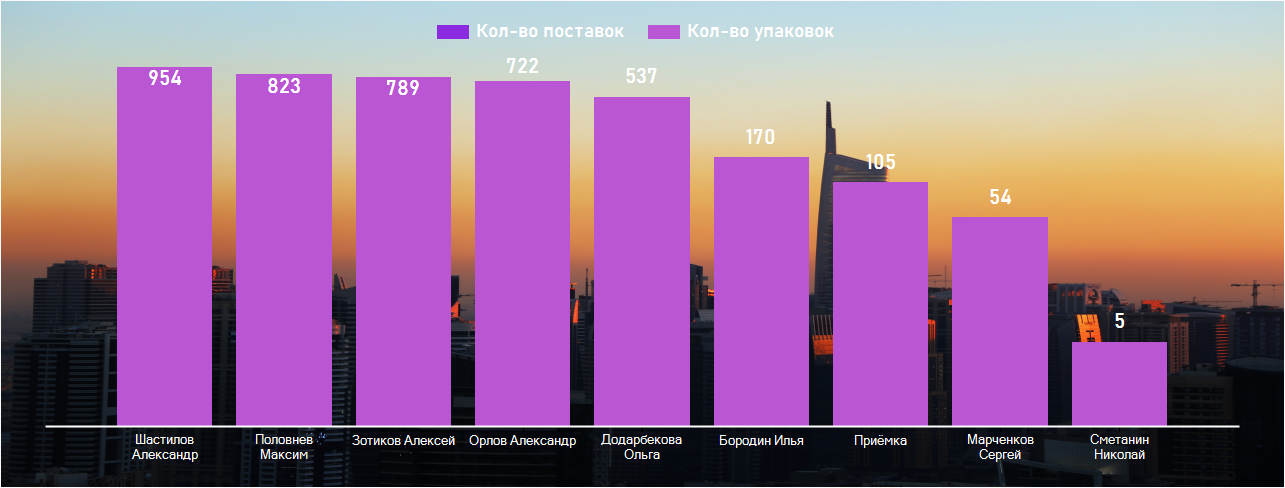 Кол-во поставок Кол-во упаковок
954 823 789 722 537 170 105 54 5
Шастилов Половнев Зотиков Алексей Орлов Александр Додарбекова Бородин Илья Приёмка Марченков Сметанин
Александр Максим Ольга Сергей Николай